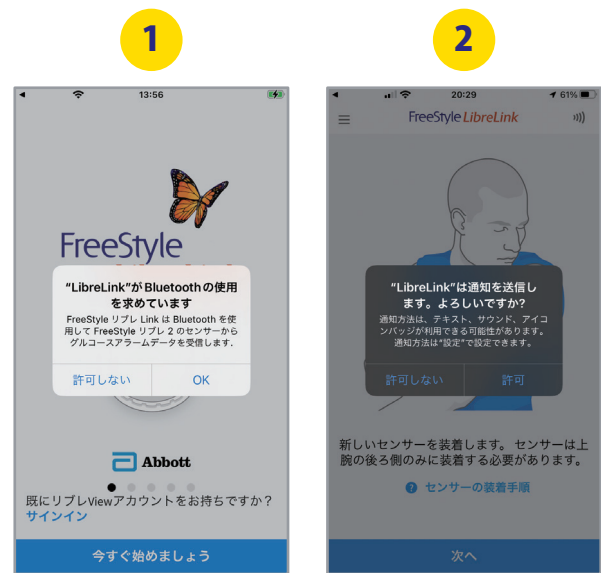 1
13:56
FreeStyle
"LibreLink"がBluetoothの使用
を求めています
FreeStyle リブレ Link は Bluetooth を使
用して FreeStyle リブレ 2 のセンサーから
グルコースアラームデータを受信します.
許可しない
OK
Abbott
既にリブレViewアカウントをお持ちですか?
サインイン
今すぐ始めましょう
2
20:29
61%
FreeStyle LibreLink
"LibreLink"は通知を送信し
ます。よろしいですか?
通知方法は、テキスト、サウンド、アイコ
ンバッジが利用できる可能性があります。
通知方法は"設定"で設定できます。
許可しない
許可
新しいセンサーを装着します。 センサーは上
腕の後ろ側のみに装着する必要があります。
? センサーの装着手順
次へ